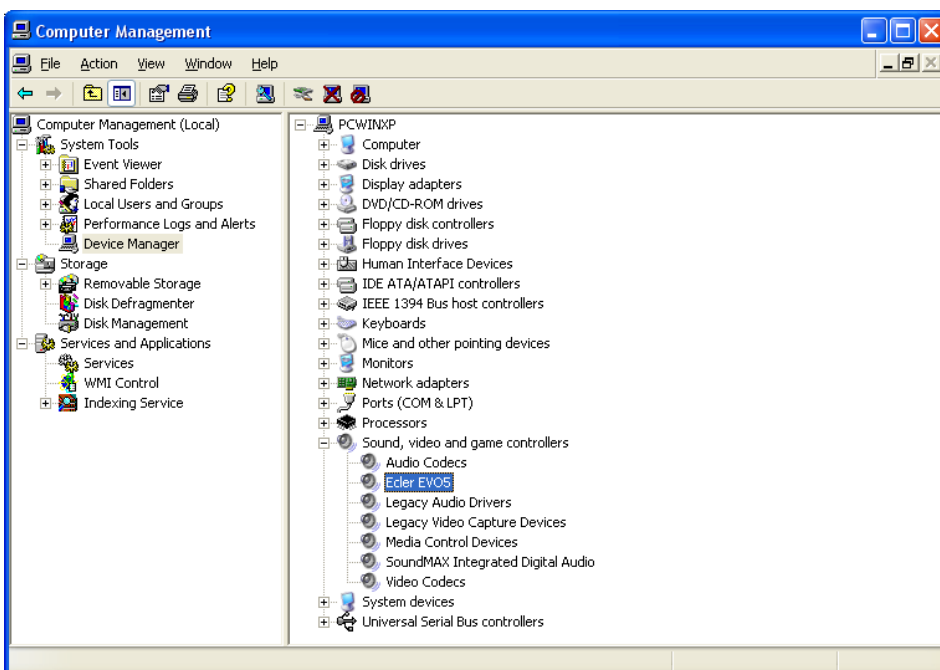 Computer Management
File Action View Window Help
Computer Management (Local)
System Tools
Event Viewer
Shared Folders
Local Users and Groups
Performance Logs and Alerts
Device Manager
Storage
Removable Storage
Disk Defragmenter
Disk Management
Services and Applications
Services
WMI Control
Indexing Service
PCWINXP
Computer
Disk drives
Display adapters
DVD/CD-ROM drives
Floppy disk controllers
Floppy disk drives
Human Interface Devices
IDE ATA/ATAPI controllers
IEEE 1394 Bus host controllers
Keyboards
Mice and other pointing devices
Monitors
Network adapters
Ports (COM & LPT)
Processors
Sound, video and game controllers
Audio Codecs
Ecler EVO5
Legacy Audio Drivers
Legacy Video Capture Devices
Media Control Devices
SoundMAX Integrated Digital Audio
Video Codecs
System devices
Universal Serial Bus controllers